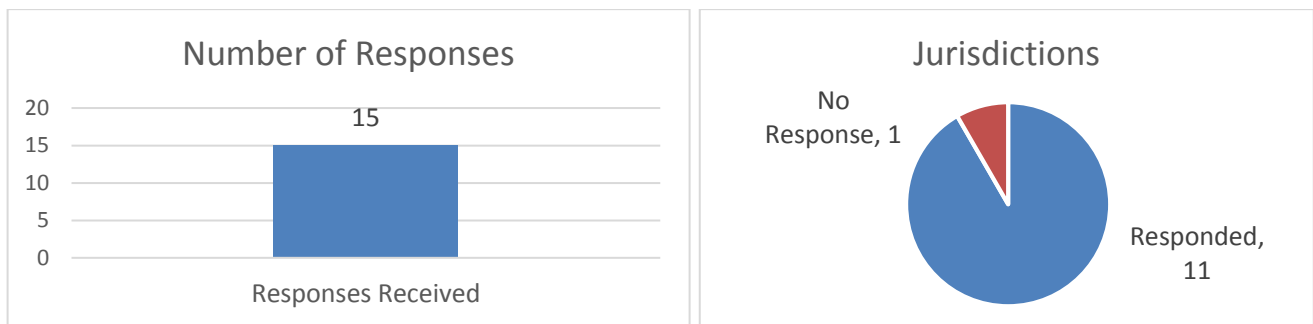 Number of Responses
20
15
10
5
0
15
Responses Received
Jurisdictions
No
Response, 1
Responded,
11